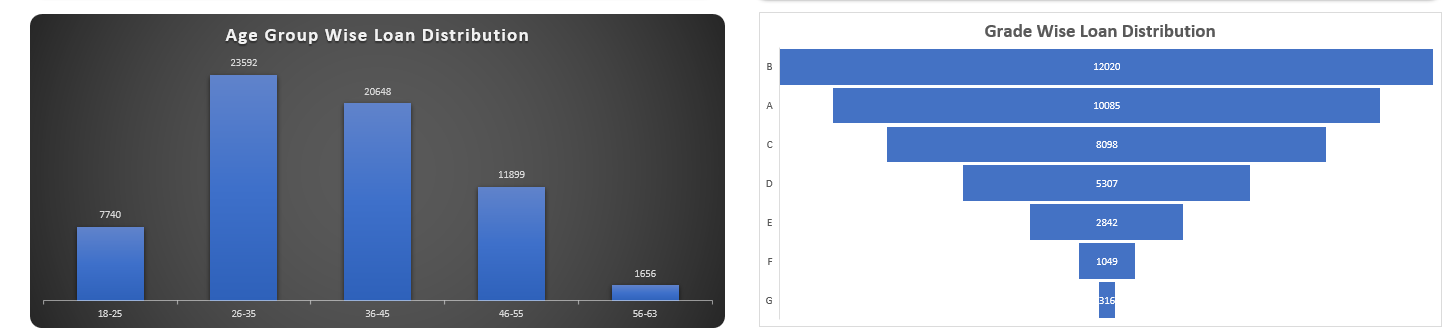 Age Group Wise Loan Distribution
23592
20648
11899
7740
1656
18-25
26-35
36-45
46-55
56-63
Grade Wise Loan Distribution
B 12020
A 10085
C 8098
D 5307
E 2842
F 1049
G 316